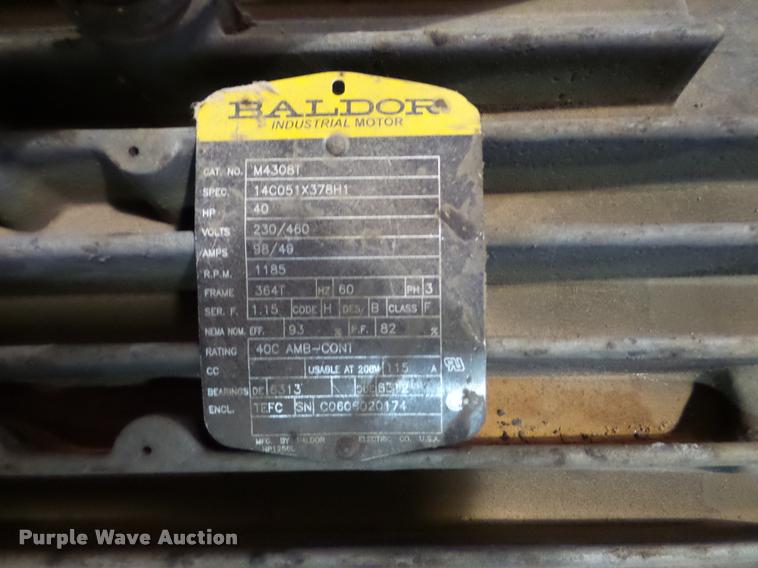 BALDOR
INDUSTRIAL MOTOR
CAT. NO. M4308T
SPEC. 14C051X378H1
HP 40
VOLTS 230/460
AMPS 98/49
R.P.M. 1185
FRAME 364T HZ 60 PH 3
SER. F. 1.15 CODE H DES B CLASS F
NEMA NOM. EFF. 93 % P.F. 82 %
RATING 40C AMB-CONT
CC USABLE AT 208V 115 A
BEARINGS DE 6313
ENCL. TEFC SN C0606020174
MFG. BY BALDOR ELECTRIC CO. U.S.A.
Purple Wave Auction